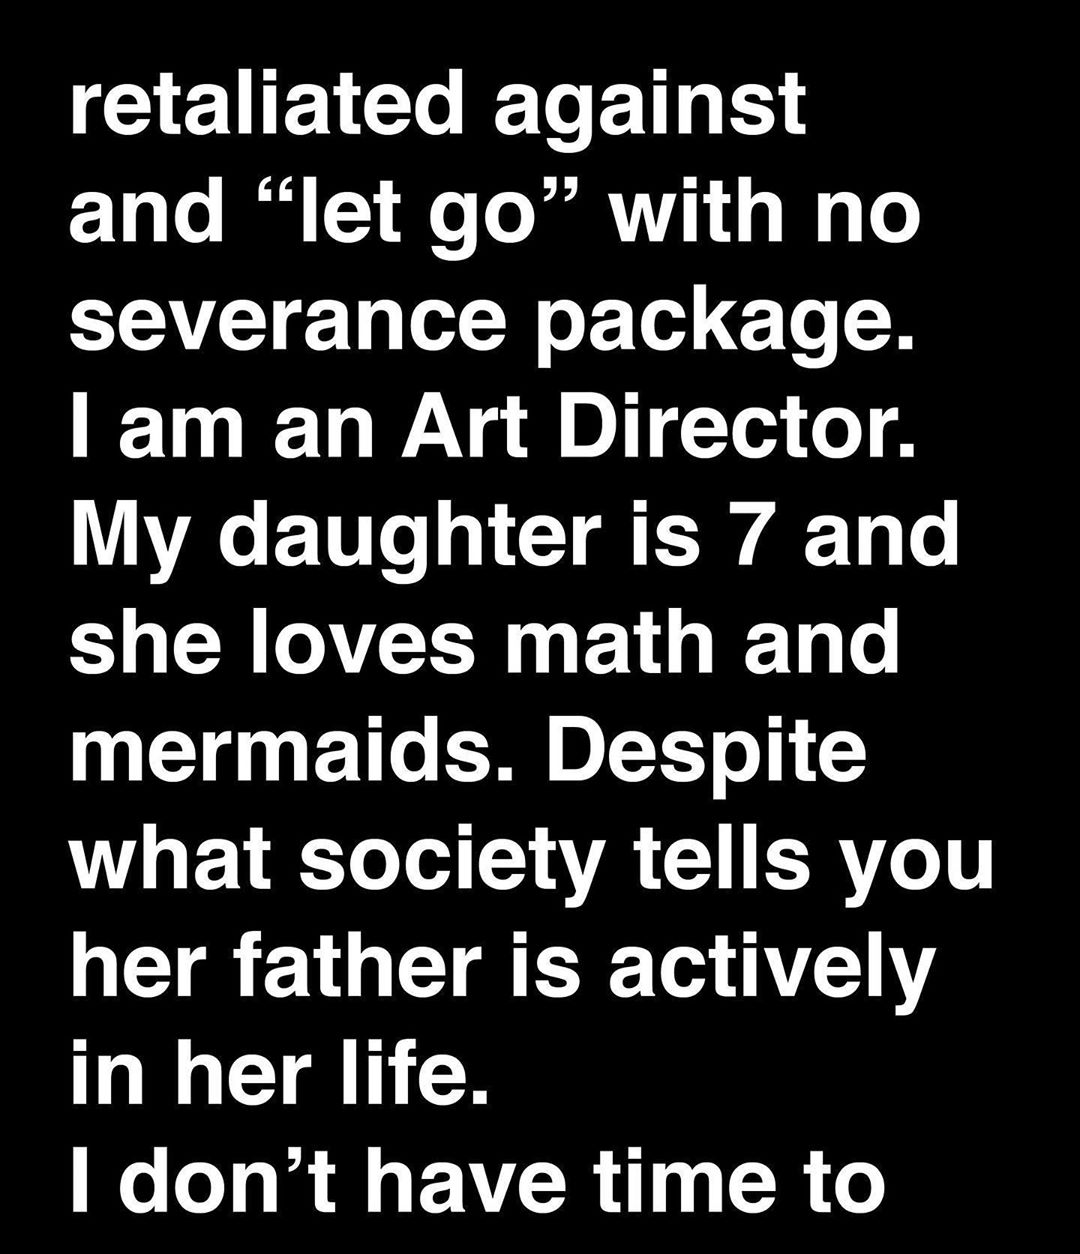 retaliated against
and “let go” with no
severance package.
I am an Art Director.
My daughter is 7 and
she loves math and
mermaids. Despite
what society tells you
her father is actively
in her life.
I don’t have time to